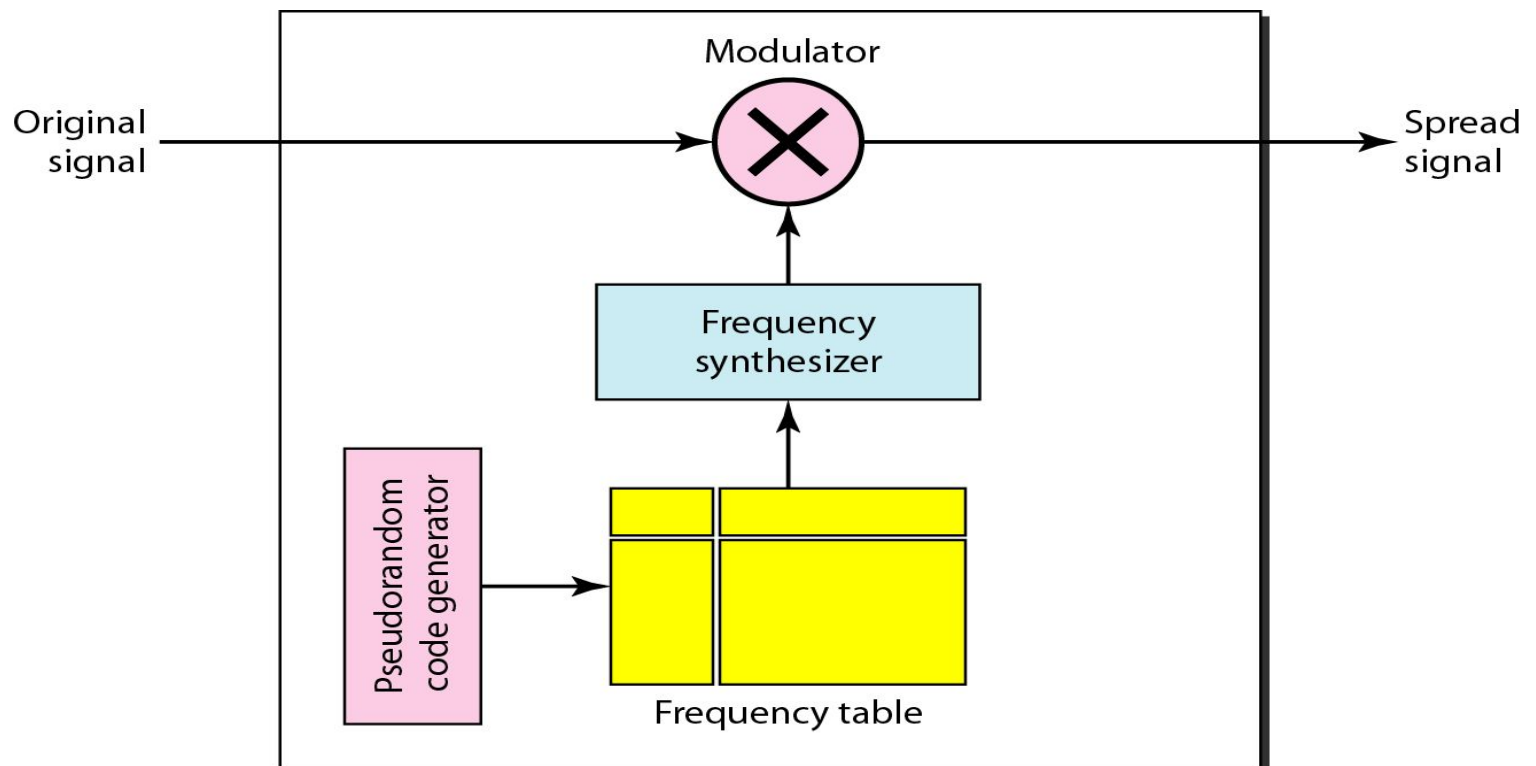 Modulator
Original
signal
Spread
signal
Frequency
synthesizer
Pseudorandom
code generator
Frequency table